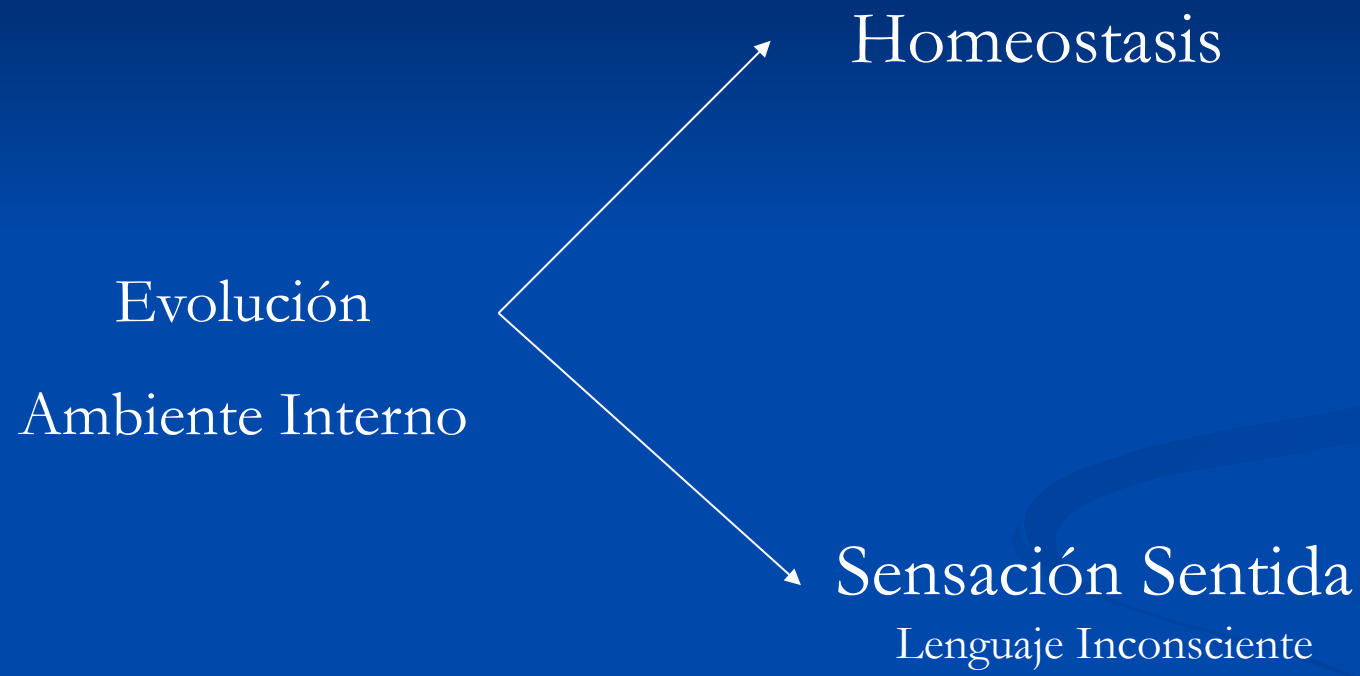 Homeostasis
Evolución
Ambiente Interno
Sensación Sentida
Lenguaje Inconsciente